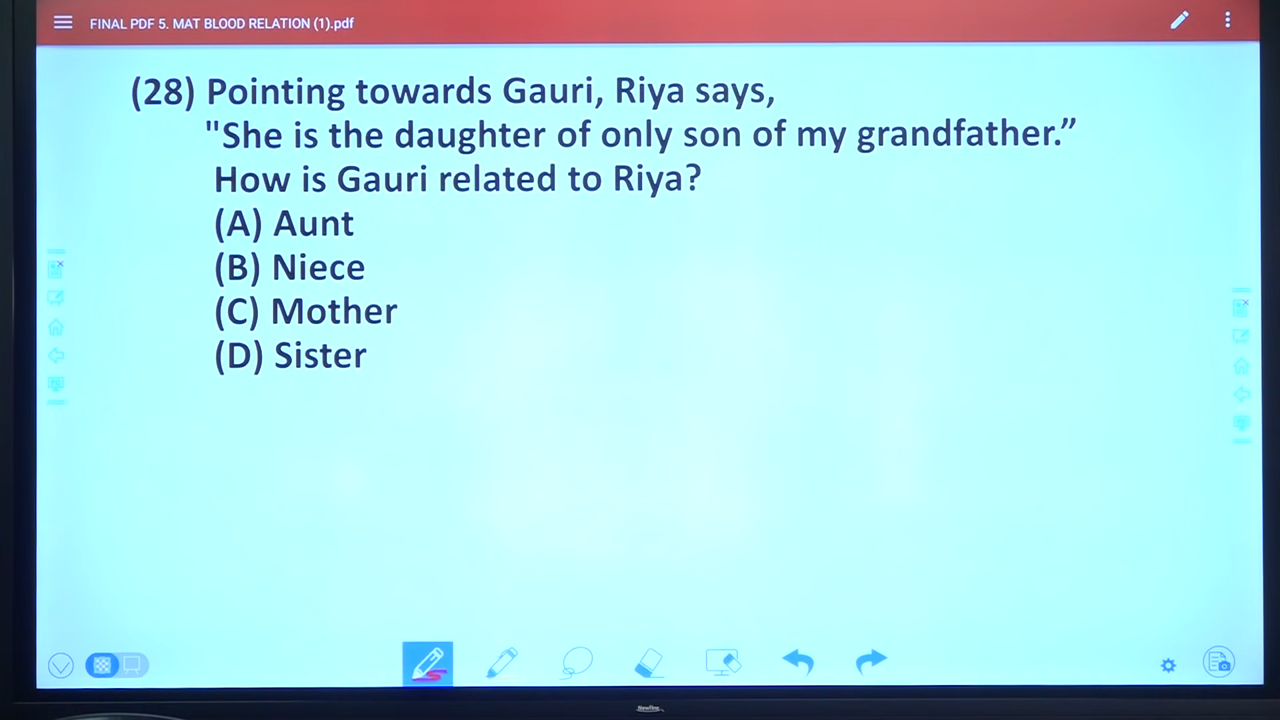 FINAL PDF 5. MAT BLOOD RELATION (1).pdf
(28) Pointing towards Gauri, Riya says,
"She is the daughter of only son of my grandfather.”
How is Gauri related to Riya?
(A) Aunt
(B) Niece
(C) Mother
(D) Sister
Newline